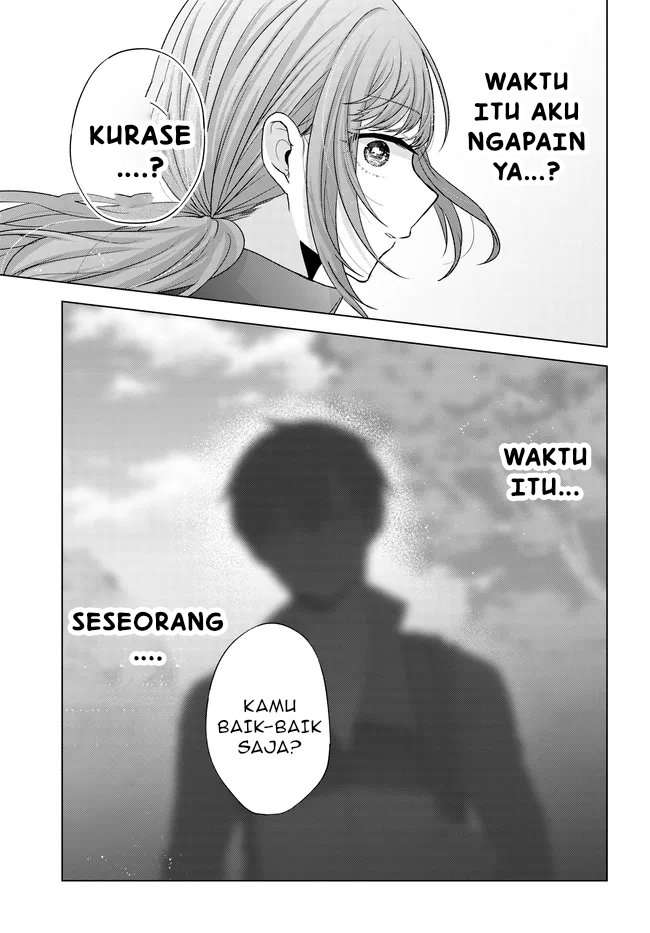 WAKTU
ITU AKU
NGAPAIN
YA...?
KURASE
....?
WAKTU
ITU...
SESEORANG
....
KAMU
BAIK-BAIK
SAJA?